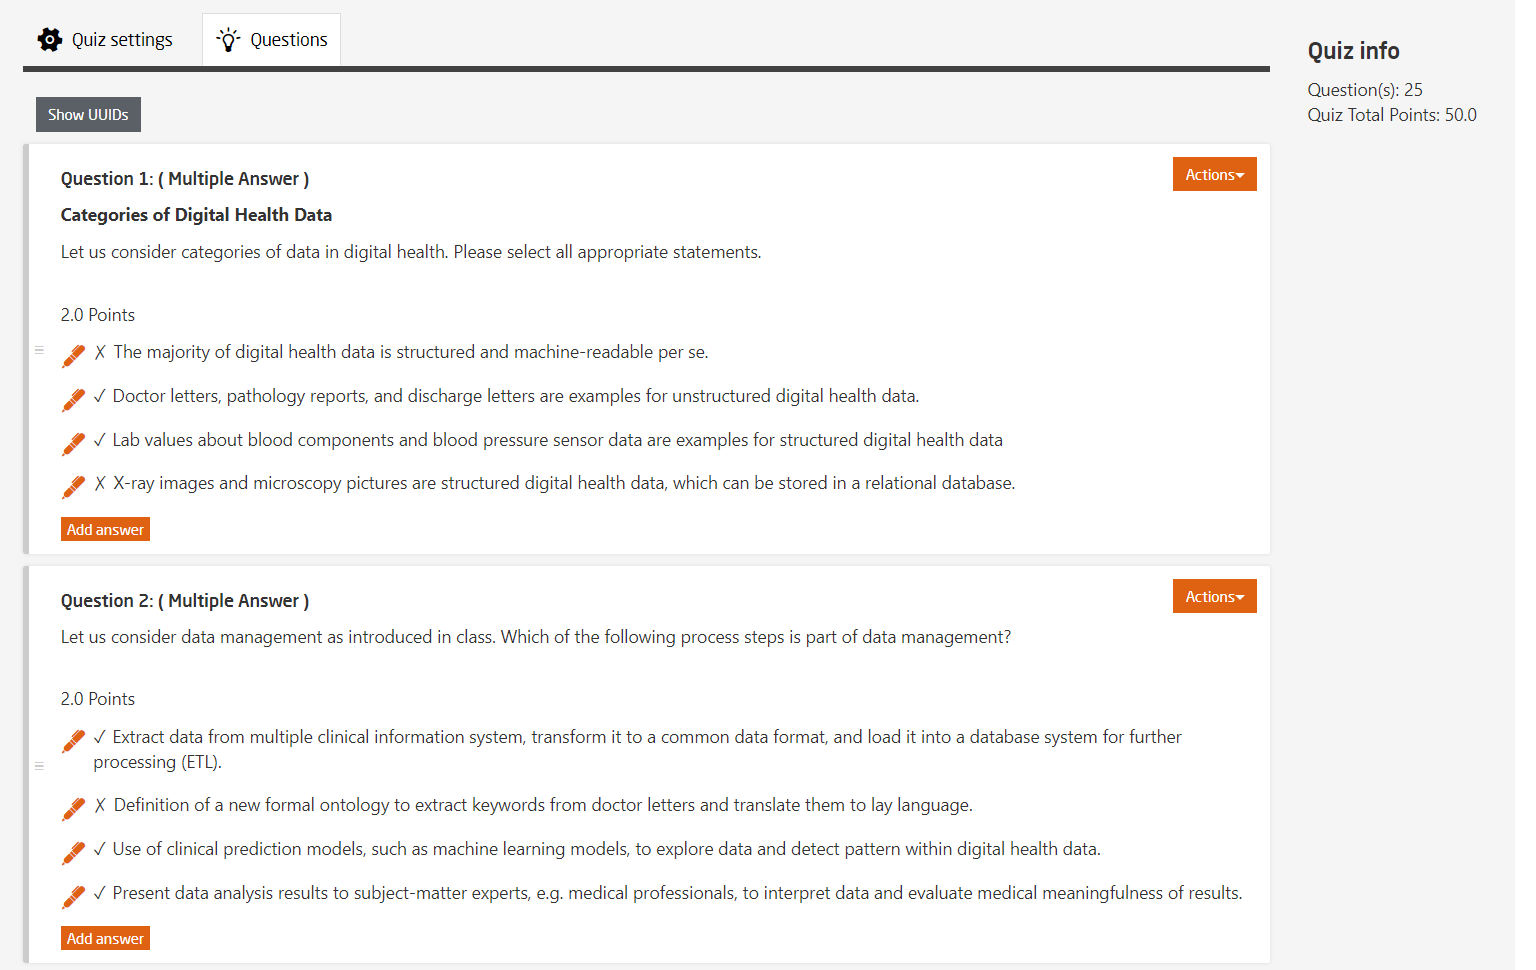 Quiz settings
Questions
Quiz info
Question(s): 25
Quiz Total Points: 50.0
Show UUIDs
Question 1: ( Multiple Answer )
Actions
Categories of Digital Health Data
Let us consider categories of data in digital health. Please select all appropriate statements.
2.0 Points
✗ The majority of digital health data is structured and machine-readable per se.
✓ Doctor letters, pathology reports, and discharge letters are examples for unstructured digital health data.
✓ Lab values about blood components and blood pressure sensor data are examples for structured digital health data
✗ X-ray images and microscopy pictures are structured digital health data, which can be stored in a relational database.
Add answer
Question 2: ( Multiple Answer )
Actions
Let us consider data management as introduced in class. Which of the following process steps is part of data management?
2.0 Points
✓ Extract data from multiple clinical information system, transform it to a common data format, and load it into a database system for further
processing (ETL).
✗ Definition of a new formal ontology to extract keywords from doctor letters and translate them to lay language.
✓ Use of clinical prediction models, such as machine learning models, to explore data and detect pattern within digital health data.
✓ Present data analysis results to subject-matter experts, e.g. medical professionals, to interpret data and evaluate medical meaningfulness of results.
Add answer